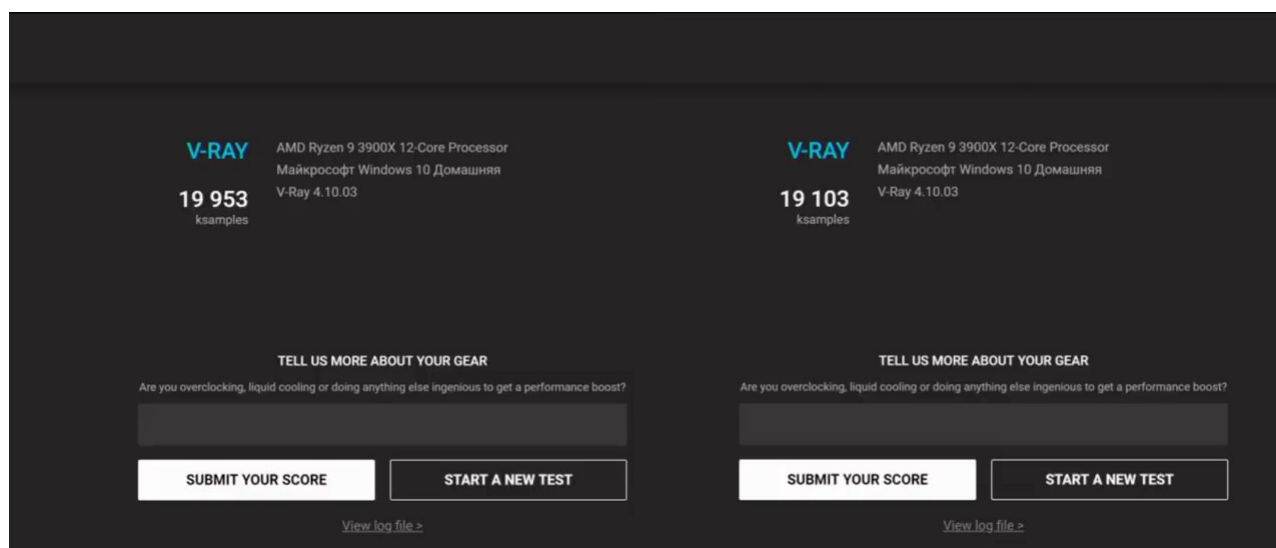 V-RAY
AMD Ryzen 9 3900X 12-Core Processor
Майкрософт Windows 10 Домашняя
19 953
V-Ray 4.10.03
ksamples
TELL US MORE ABOUT YOUR GEAR
Are you overclocking, liquid cooling or doing anything else ingenious to get a performance boost?
SUBMIT YOUR SCORE
START A NEW TEST
View log file >
V-RAY
AMD Ryzen 9 3900X 12-Core Processor
Майкрософт Windows 10 Домашняя
19 103
V-Ray 4.10.03
ksamples
TELL US MORE ABOUT YOUR GEAR
Are you overclocking, liquid cooling or doing anything else ingenious to get a performance boost?
SUBMIT YOUR SCORE
START A NEW TEST
View log file >